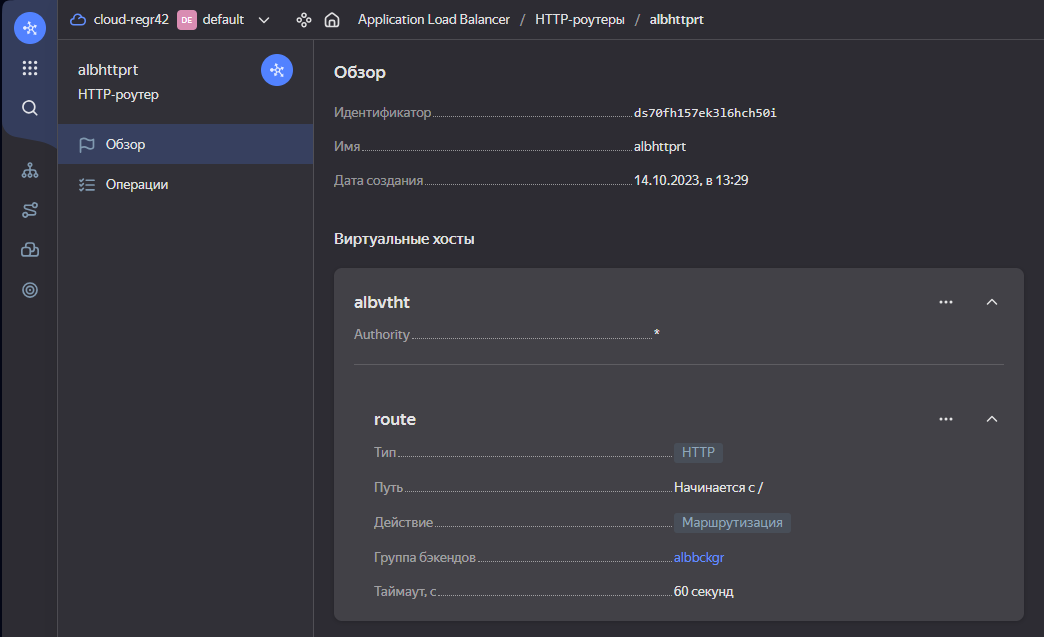 cloud-regr42 DE default Application Load Balancer / HTTP-роутеры / albhttprt
albhttprt
HTTP-роутер
Обзор
Операции
Обзор
Идентификатор ds70fh157ek3l6hch50i
Имя albhttprt
Дата создания 14.10.2023, в 13:29
Виртуальные хосты
albvtht
Authority *
route
Тип HTTP
Путь Начинается с /
Действие Маршрутизация
Группа бэкендов albbckgr
Таймаут, с 60 секунд